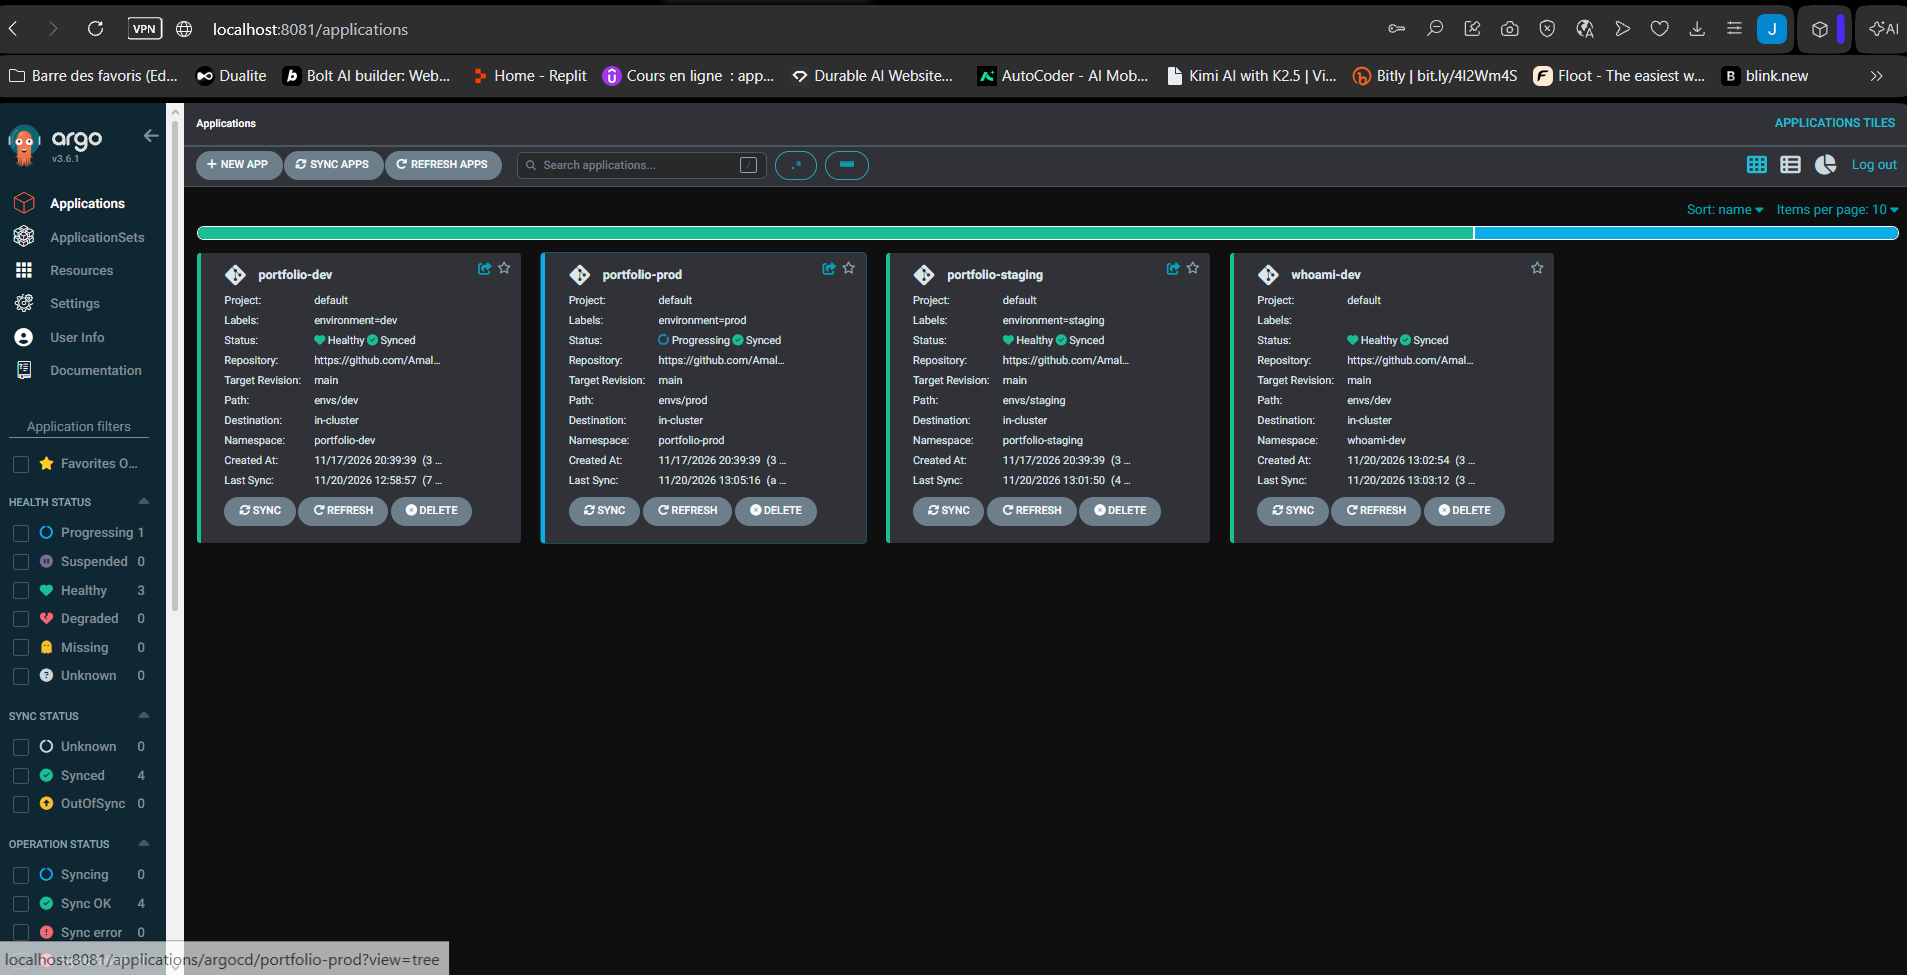 VPN
localhost:8081/applications
J
AI
Barre des favoris (Ed...
Dualite
Bolt AI builder: Web...
Home - Replit
Cours en ligne : app...
Durable AI Website...
AutoCoder - AI Mob...
Kimi AI with K2.5 | Vi...
Bitly | bit.ly/4l2Wm4S
Floot - The easiest w...
blink.new
argo
v3.6.1
Applications
ApplicationSets
Resources
Settings
User Info
Documentation
Application filters
Favorites O...
HEALTH STATUS
Progressing 1
Suspended 0
Healthy 3
Degraded 0
Missing 0
Unknown 0
SYNC STATUS
Unknown 0
Synced 4
OutOfSync 0
OPERATION STATUS
Syncing 0
Sync OK 4
Sync error 0
localhost:8081/applications/argocd/portfolio-prod?view=tree
Applications
APPLICATIONS TILES
+ NEW APP
SYNC APPS
REFRESH APPS
Search applications...
/
.*
Log out
Sort: name
Items per page: 10
portfolio-dev
Project: default
Labels: environment=dev
Status: Healthy Synced
Repository: https://github.com/Amal...
Target Revision: main
Path: envs/dev
Destination: in-cluster
Namespace: portfolio-dev
Created At: 11/17/2026 20:39:39 (3 ...
Last Sync: 11/20/2026 12:58:57 (7 ...
SYNC
REFRESH
DELETE
portfolio-prod
Project: default
Labels: environment=prod
Status: Progressing Synced
Repository: https://github.com/Amal...
Target Revision: main
Path: envs/prod
Destination: in-cluster
Namespace: portfolio-prod
Created At: 11/17/2026 20:39:39 (3 ...
Last Sync: 11/20/2026 13:05:16 (a ...
SYNC
REFRESH
DELETE
portfolio-staging
Project: default
Labels: environment=staging
Status: Healthy Synced
Repository: https://github.com/Amal...
Target Revision: main
Path: envs/staging
Destination: in-cluster
Namespace: portfolio-staging
Created At: 11/17/2026 20:39:39 (3 ...
Last Sync: 11/20/2026 13:01:50 (4 ...
SYNC
REFRESH
DELETE
whoami-dev
Project: default
Labels:
Status: Healthy Synced
Repository: https://github.com/Amal...
Target Revision: main
Path: envs/dev
Destination: in-cluster
Namespace: whoami-dev
Created At: 11/20/2026 13:02:54 (3 ...
Last Sync: 11/20/2026 13:03:12 (3 ...
SYNC
REFRESH
DELETE